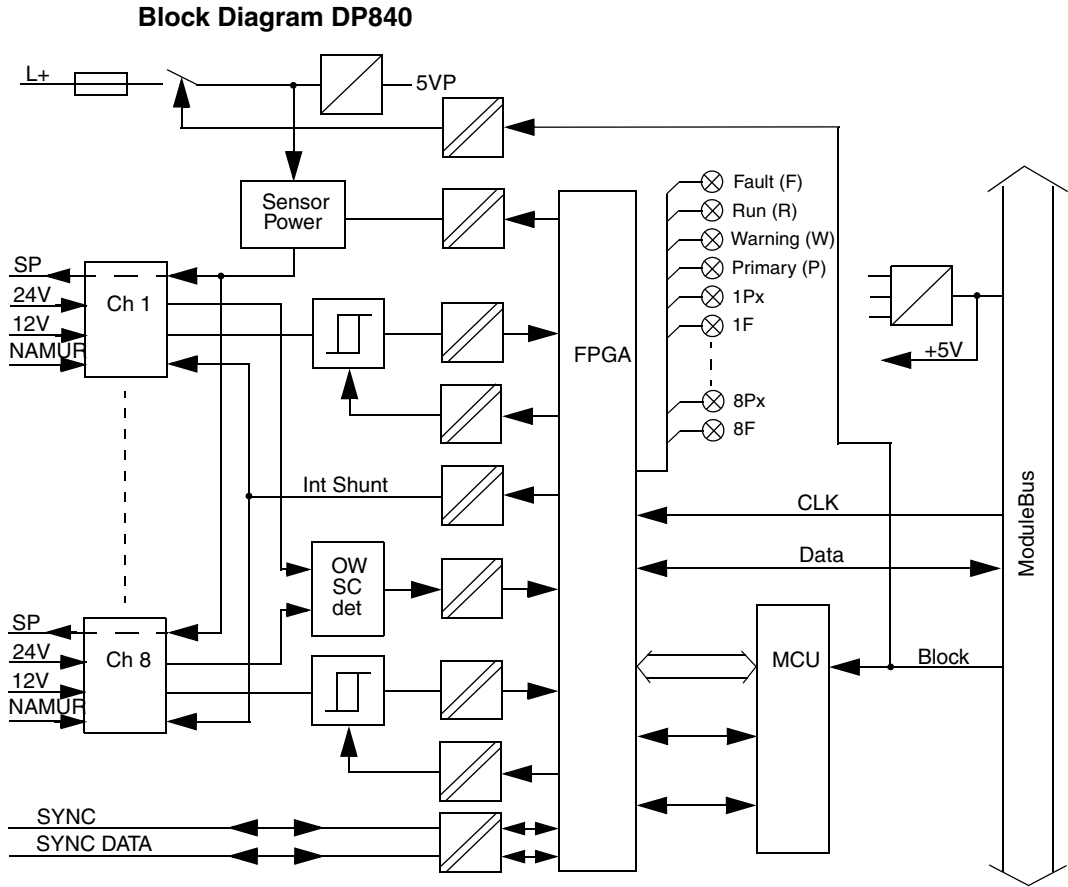 Block Diagram DP840
L+
5VP
Sensor
Power
Fault (F)
Run (R)
Warning (W)
Primary (P)
1Px
1F
8Px
8F
SP
24V
12V
NAMUR
Ch 1
FPGA
+5V
Int Shunt
CLK
Data
ModuleBus
OW
SC
det
SP
24V
12V
NAMUR
Ch 8
MCU
Block
SYNC
SYNC DATA